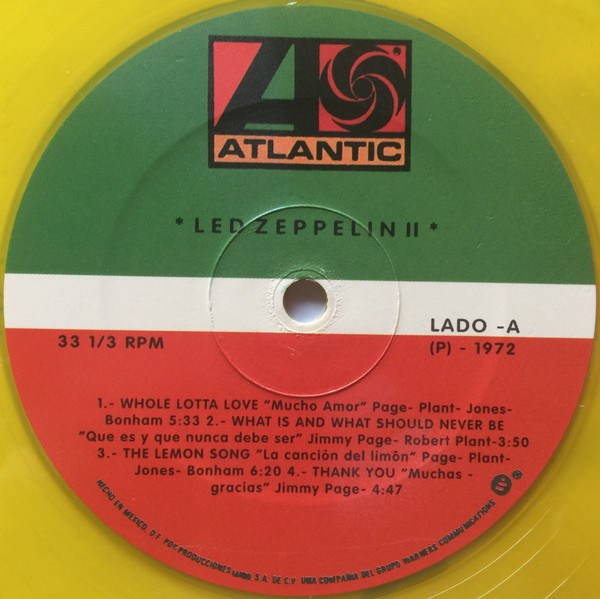 ATLANTIC
* LED ZEPPELIN II *
LADO -A
33 1/3 RPM
(P) - 1972
1.- WHOLE LOTTA LOVE "Mucho Amor" Page- Plant- Jones-
Bonham 5:33 2.- WHAT IS AND WHAT SHOULD NEVER BE
"Que es y que nunca debe ser" Jimmy Page- Robert Plant-3:50
3.- THE LEMON SONG "La canción del limón" Page- Plant-
Jones- Bonham 6:20 4.- THANK YOU "Muchas -
gracias" Jimmy Page- 4:47
HECHO EN MEXICO, D.F. POR PRODUCCIONES S.A. DE C.V. UNA COMPAÑIA DEL GRUPO WARNERS COMMUNICATIONS